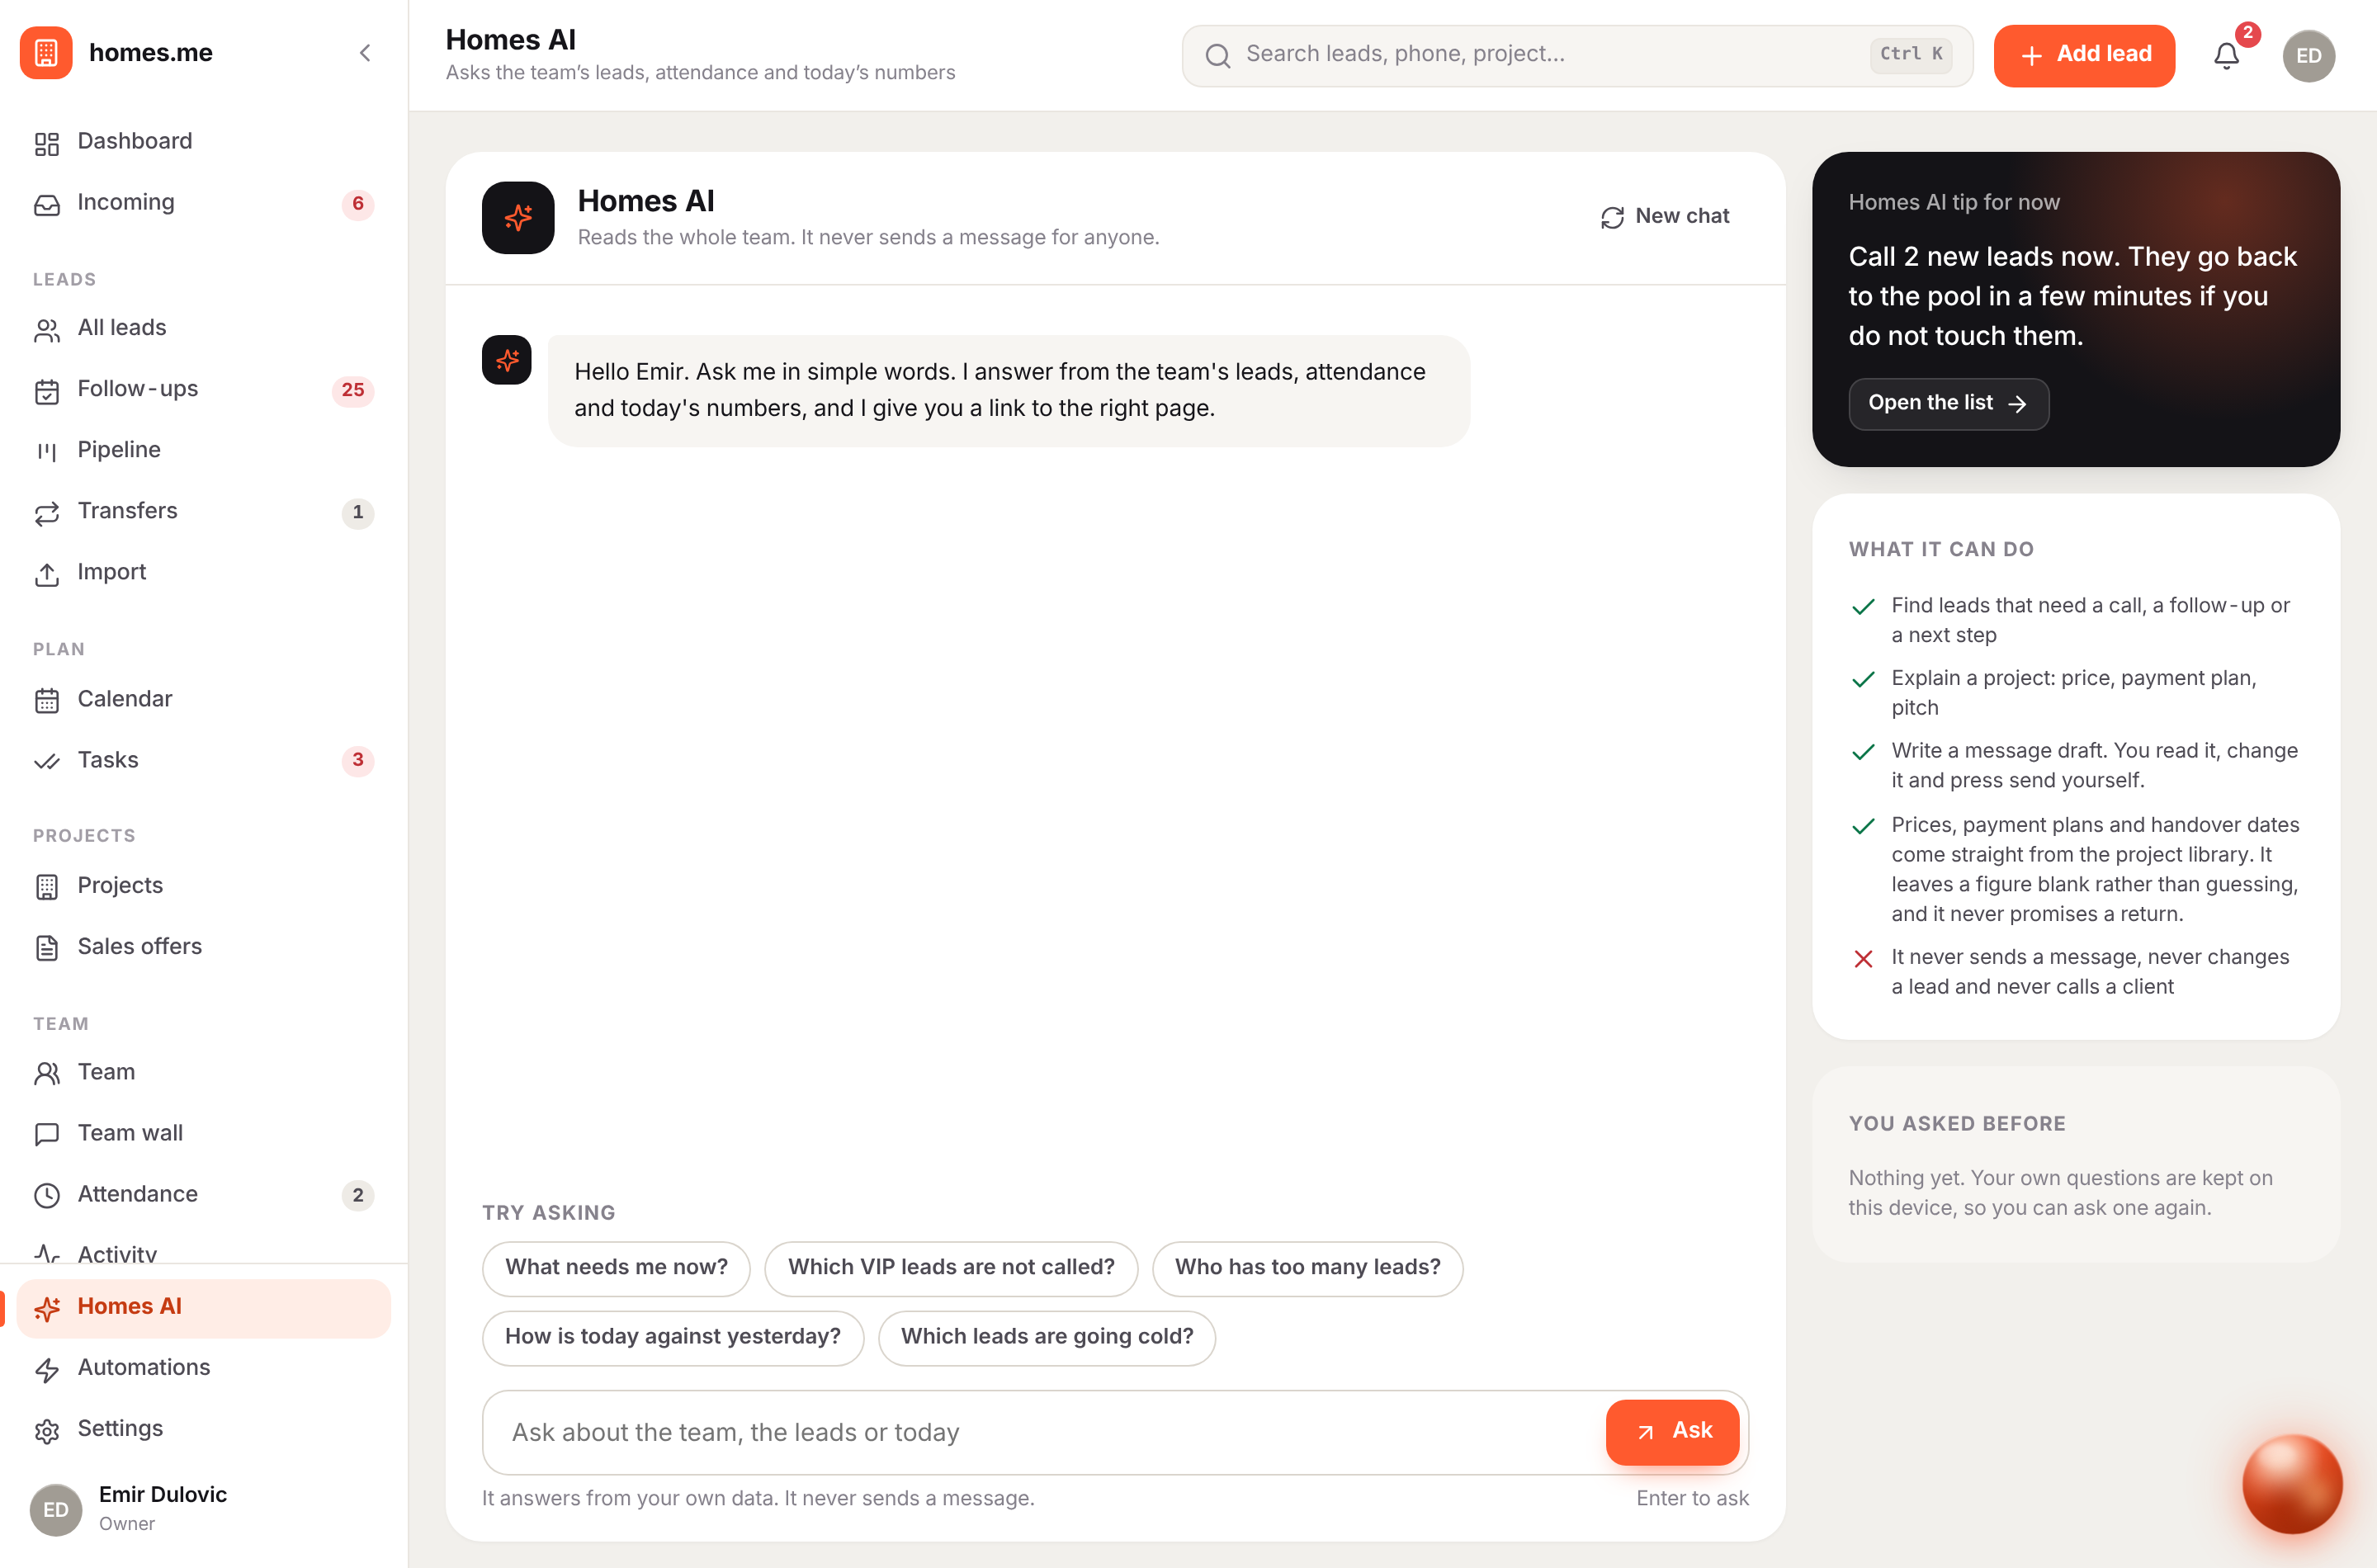 homes.me
Dashboard
Incoming 6
LEADS
All leads
Follow-ups 25
Pipeline
Transfers 1
Import
PLAN
Calendar
Tasks 3
PROJECTS
Projects
Sales offers
TEAM
Team
Team wall
Attendance 2
Activity
Homes AI
Automations
Settings
ED
Emir Dulovic
Owner
Homes AI
Asks the team’s leads, attendance and today’s numbers
Search leads, phone, project...
Ctrl K
Add lead
2
ED
Homes AI
Reads the whole team. It never sends a message for anyone.
New chat
Hello Emir. Ask me in simple words. I answer from the team's leads, attendance
and today's numbers, and I give you a link to the right page.
TRY ASKING
What needs me now? Which VIP leads are not called? Who has too many leads?
How is today against yesterday? Which leads are going cold?
Ask about the team, the leads or today
Ask
It answers from your own data. It never sends a message.
Enter to ask
Homes AI tip for now
Call 2 new leads now. They go back
to the pool in a few minutes if you
do not touch them.
Open the list
WHAT IT CAN DO
Find leads that need a call, a follow-up or
a next step
Explain a project: price, payment plan,
pitch
Write a message draft. You read it, change
it and press send yourself.
Prices, payment plans and handover dates
come straight from the project library. It
leaves a figure blank rather than guessing,
and it never promises a return.
It never sends a message, never changes
a lead and never calls a client
YOU ASKED BEFORE
Nothing yet. Your own questions are kept on
this device, so you can ask one again.